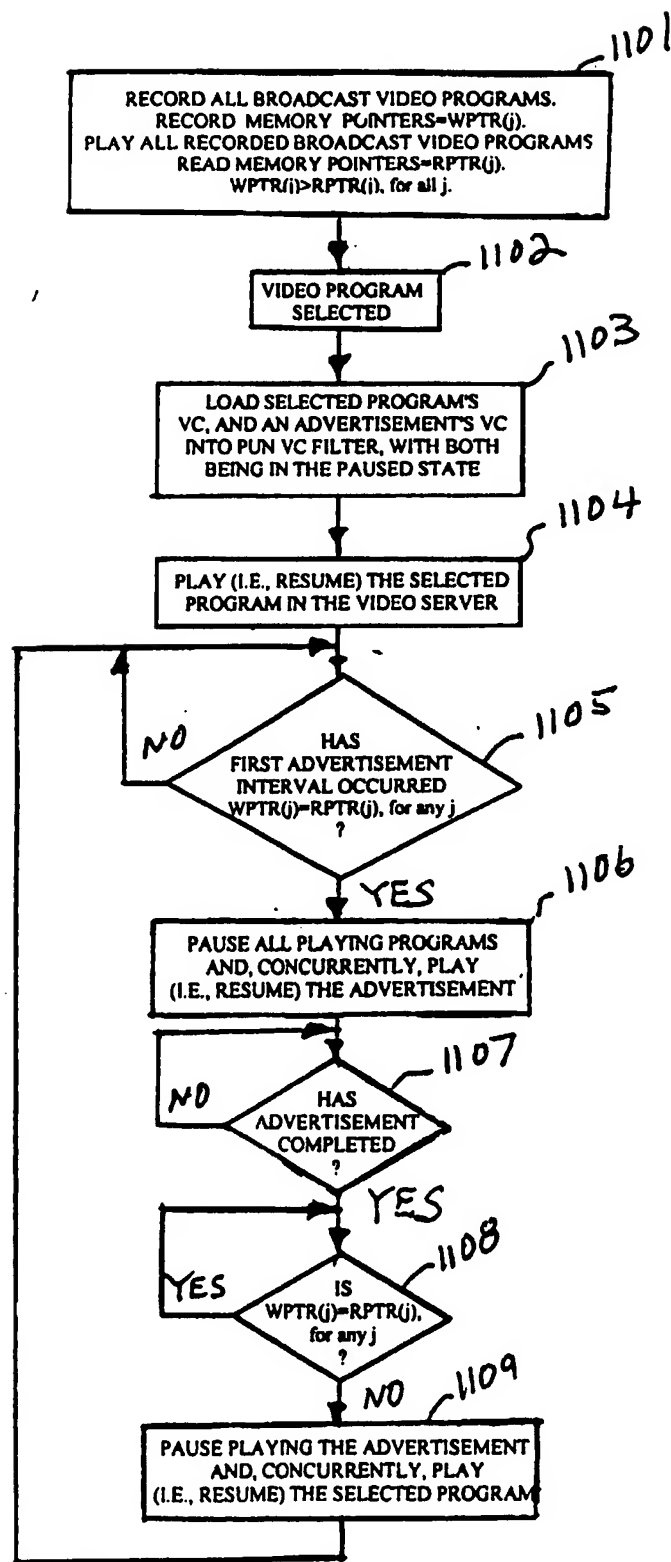 1101
RECORD ALL BROADCAST VIDEO PROGRAMS.
RECORD MEMORY POINTERS=WPTR(j).
PLAY ALL RECORDED BROADCAST VIDEO PROGRAMS
READ MEMORY POINTERS=RPTR(j).
WPTR(j)>RPTR(j), for all j.
1102
VIDEO PROGRAM
SELECTED
1103
LOAD SELECTED PROGRAM'S
VC, AND AN ADVERTISEMENT'S VC
INTO PUN VC FILTER, WITH BOTH
BEING IN THE PAUSED STATE
1104
PLAY (I.E., RESUME) THE SELECTED
PROGRAM IN THE VIDEO SERVER
NO
1105
HAS
FIRST ADVERTISEMENT
INTERVAL OCCURRED
WPTR(j)=RPTR(j), for any j
?
YES
1106
PAUSE ALL PLAYING PROGRAMS
AND, CONCURRENTLY, PLAY
(I.E., RESUME) THE ADVERTISEMENT
1107
NO
HAS
ADVERTISEMENT
COMPLETED
?
YES
1108
YES
IS
WPTR(j)=RPTR(j),
for any j
?
NO
1109
PAUSE PLAYING THE ADVERTISEMENT
AND, CONCURRENTLY, PLAY
(I.E., RESUME) THE SELECTED PROGRAM